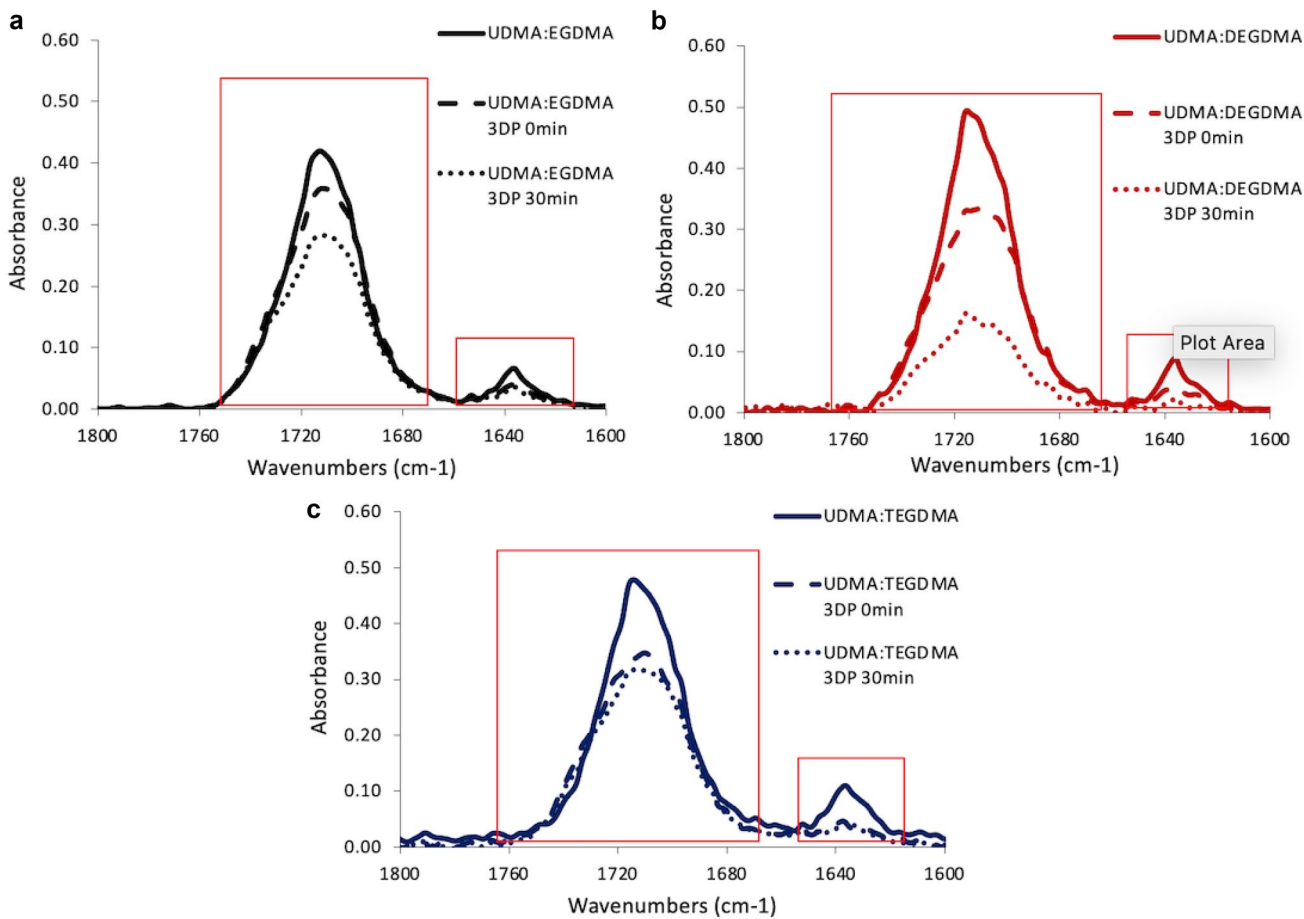 a
0.60
0.50
0.40
0.30
0.20
0.10
0.00
Absorbance
1800
1760
1720
1680
1640
1600
Wavenumbers (cm-1)
UDMA:EGDMA
UDMA:EGDMA
3DP 0min
UDMA:EGDMA
3DP 30min
b
0.60
0.50
0.40
0.30
0.20
0.10
0.00
Absorbance
1800
1760
1720
1680
1640
1600
Wavenumbers (cm-1)
UDMA:DEGDMA
UDMA:DEGDMA
3DP 0min
UDMA:DEGDMA
3DP 30min
Plot Area
c
0.60
0.50
0.40
0.30
0.20
0.10
0.00
Absorbance
1800
1760
1720
1680
1640
1600
Wavenumbers (cm-1)
UDMA:TEGDMA
UDMA:TEGDMA
3DP 0min
UDMA:TEGDMA
3DP 30min